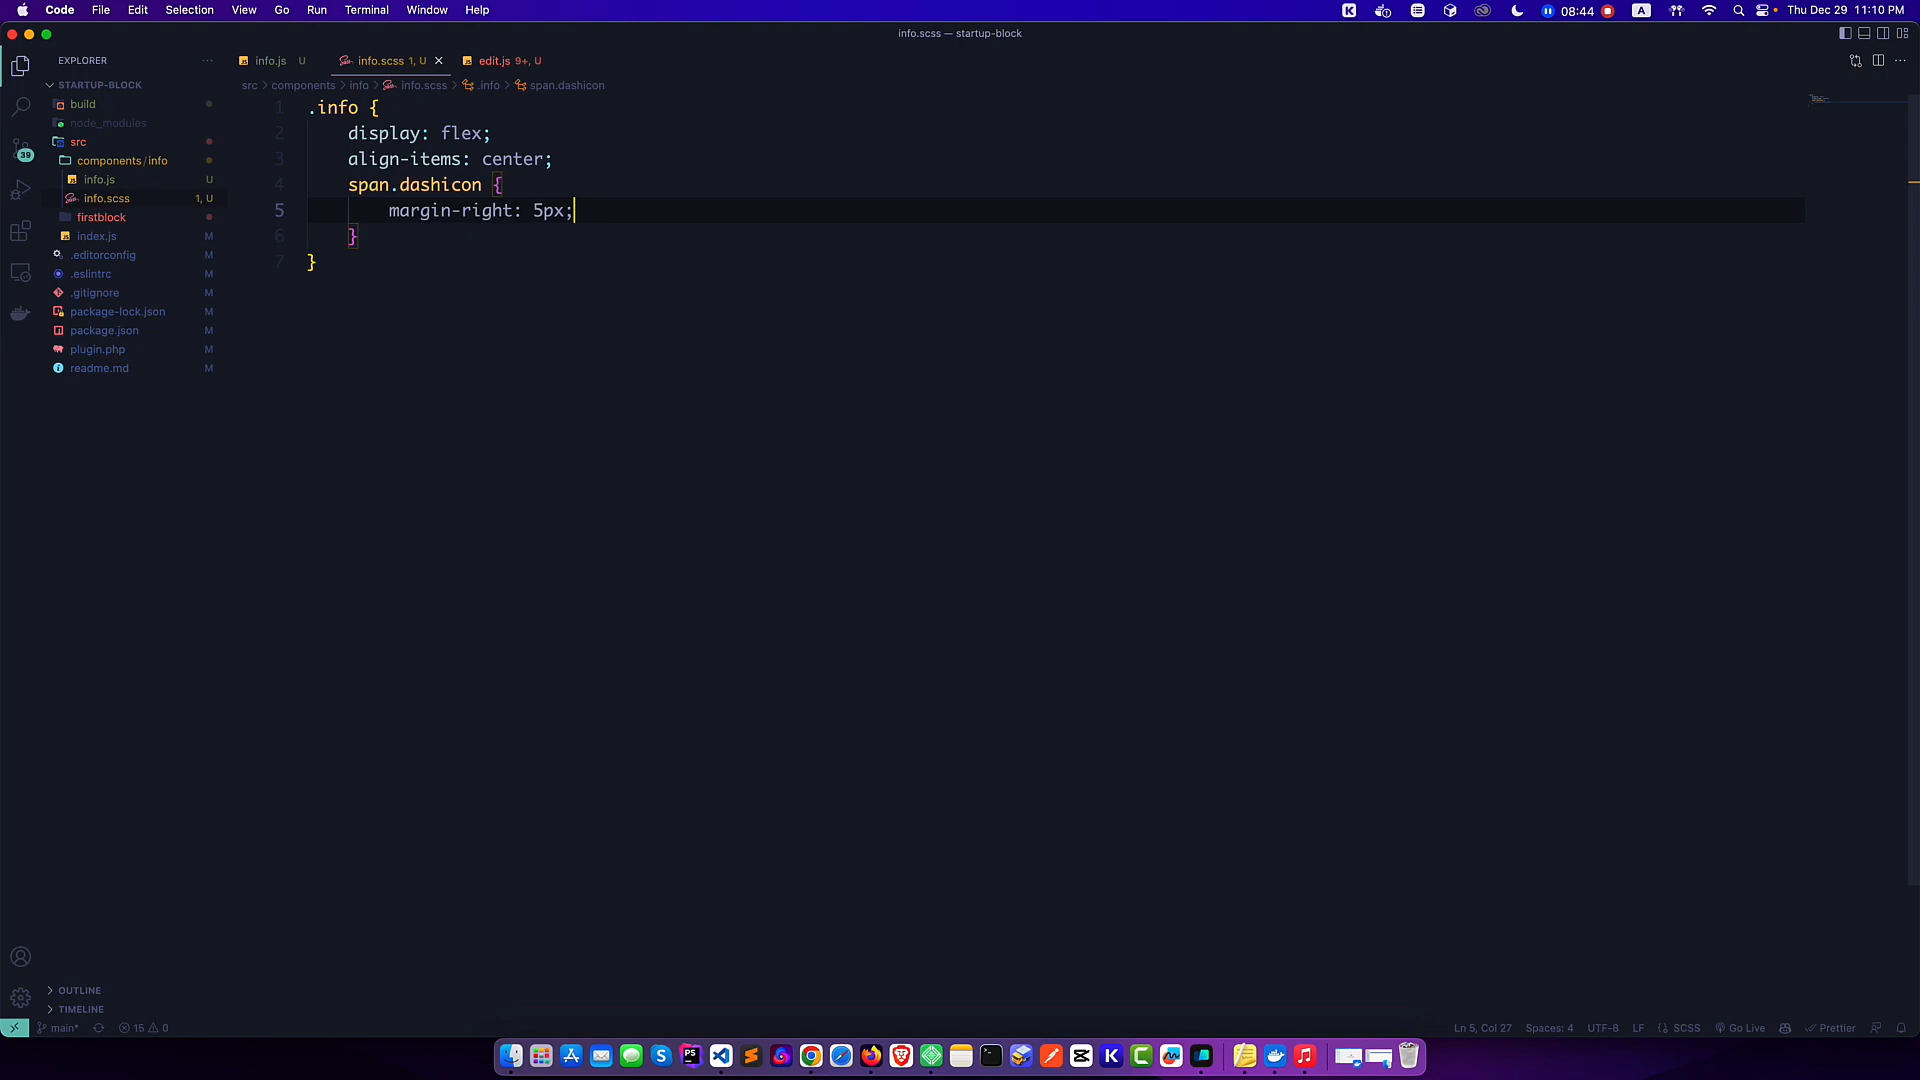 Code File Edit Selection View Go Run Terminal Window Help 08:44 A Thu Dec 29 11:10 PM
info.scss — startup-block
EXPLORER
info.js U
info.scss 1, U
edit.js 9+, U
STARTUP-BLOCK
src > components > info > info.scss > .info > span.dashicon
build
node_modules
src
components / info
info.js U
info.scss 1, U
firstblock
index.js M
.editorconfig M
.eslintrc M
.gitignore M
package-lock.json M
package.json M
plugin.php M
readme.md M
39
1 .info {
2 display: flex;
3 align-items: center;
4 span.dashicon {
5 margin-right: 5px;
6 }
7 }
OUTLINE
TIMELINE
main* 15 0 Ln 5, Col 27 Spaces: 4 UTF-8 LF SCSS Go Live Prettier